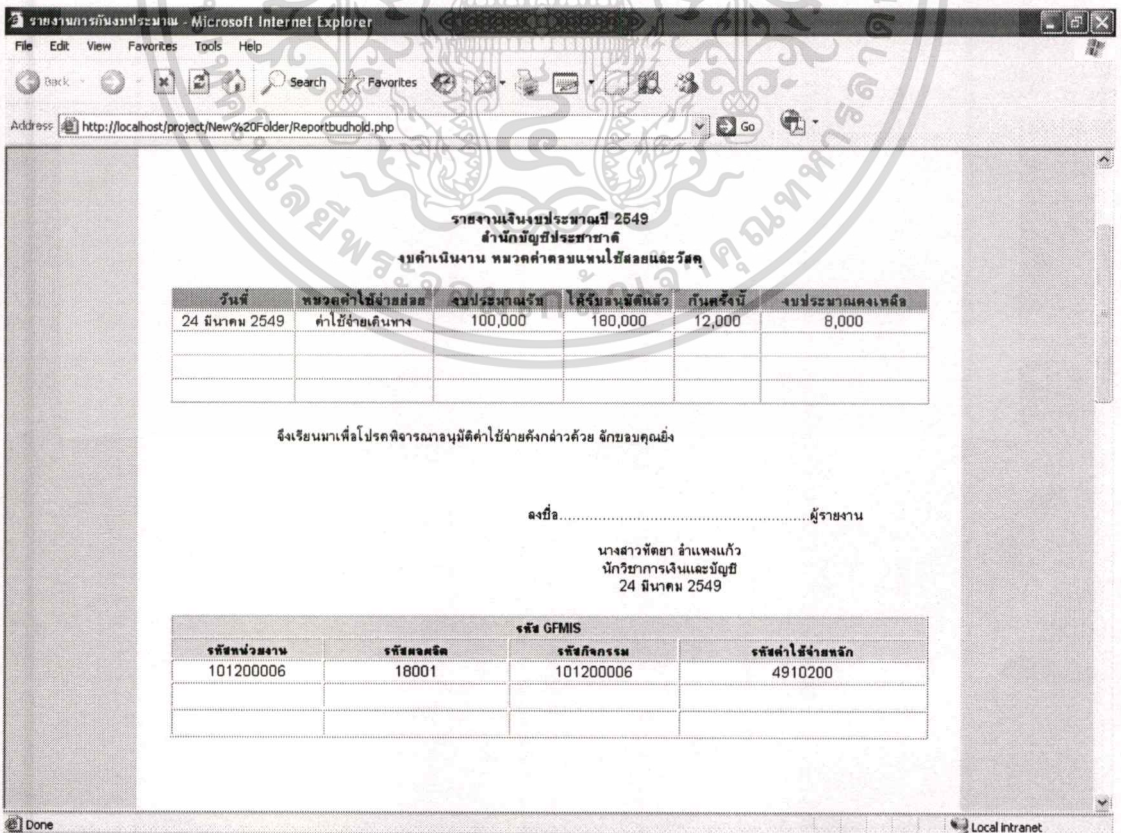 รายงานการกันงบประมาณ - Microsoft Internet Explorer
File Edit View Favorites Tools Help
Back Search Favorites
Address http://localhost/project/New%20Folder/Reportbudhold.php Go
รายงานเงินงบประมาณปี 2549
สำนักบัญชีประชาชาติ
งบดำเนินงาน หมวดค่าตอบแทนใช้สอยและวัสดุ
วันที่ หมวดค่าใช้จ่ายย่อย งบประมาณรับ ได้รับอนุมัติแล้ว กันครั้งนี้ งบประมาณคงเหลือ
24 มีนาคม 2549 ค่าใช้จ่ายเดินทาง 100,000 180,000 12,000 8,000
จึงเรียนมาเพื่อโปรดพิจารณาอนุมัติค่าใช้จ่ายดังกล่าวด้วย จักขอบคุณยิ่ง
ลงชื่อ..........................................................ผู้รายงาน
นางสาวทัตยา อำแพงแก้ว
นักวิชาการเงินและบัญชี
24 มีนาคม 2549
รหัส GFMIS
รหัสหน่วยงาน รหัสผลผลิต รหัสกิจกรรม รหัสค่าใช้จ่ายหลัก
101200006 18001 101200006 4910200
Done Local intranet